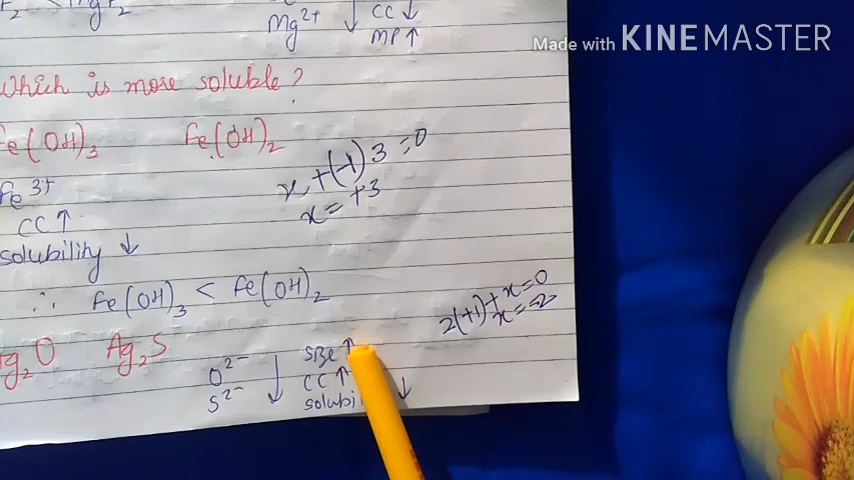 Mg²⁺ ↓ CC ↓
MP ↑
Made with KINEMASTER
Which is more soluble?
Fe(OH)₃ Fe(OH)₂
Fe³⁺
CC ↑
solubility ↓
x + (-1) 3 = 0
x = +3
∴ Fe(OH)₃ < Fe(OH)₂
2(+1) + x = 0
x = -2
Ag₂O Ag₂S
O²⁻ ↓ Size ↑
S²⁻ CC ↑
↓